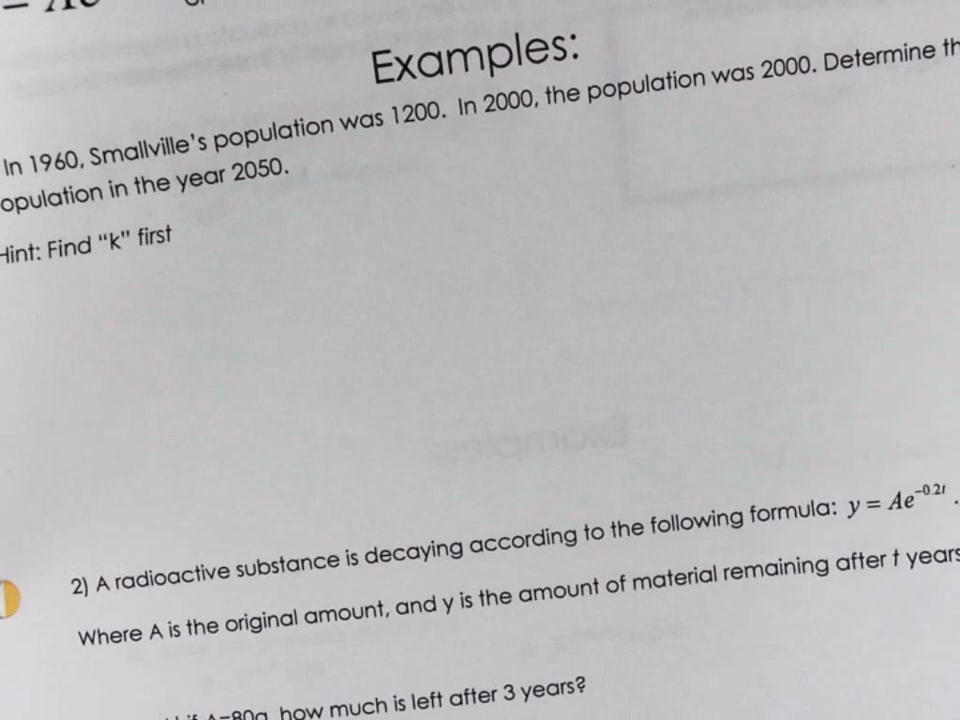 Examples:
In 1960, Smallville's population was 1200. In 2000, the population was 2000. Determine th
opulation in the year 2050.
Hint: Find "k" first
2) A radioactive substance is decaying according to the following formula: y = Ae^{-0.2t}.
Where A is the original amount, and y is the amount of material remaining after t years
if A=80g, how much is left after 3 years?